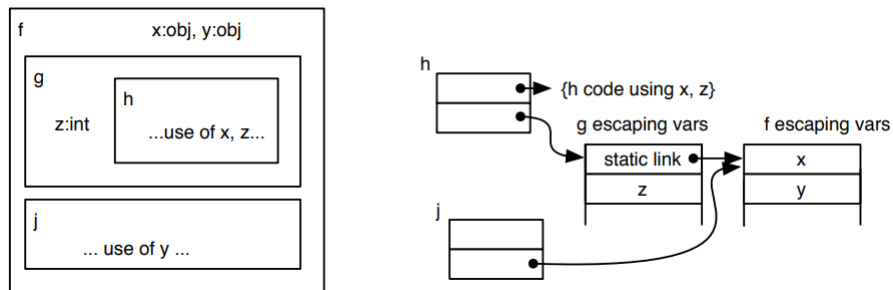 f
x:obj, y:obj
g
h
z:int
...use of x, z...
j
... use of y ...
h
{h code using x, z}
g escaping vars
f escaping vars
static link
x
z
y
j